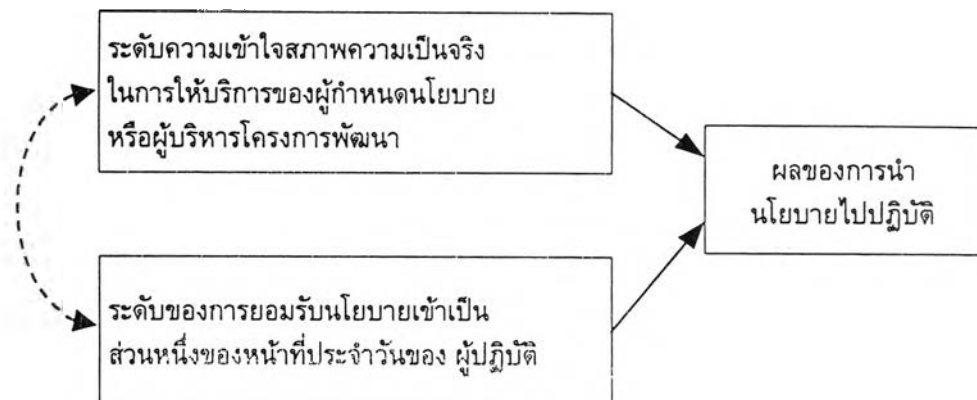 ระดับความเข้าใจสภาพความเป็นจริง
ในการให้บริการของผู้กำหนดนโยบาย
หรือผู้บริหารโครงการพัฒนา
ผลของการนำ
นโยบายไปปฏิบัติ
ระดับของการยอมรับนโยบายเข้าเป็น
ส่วนหนึ่งของหน้าที่ประจำวันของ ผู้ปฏิบัติ